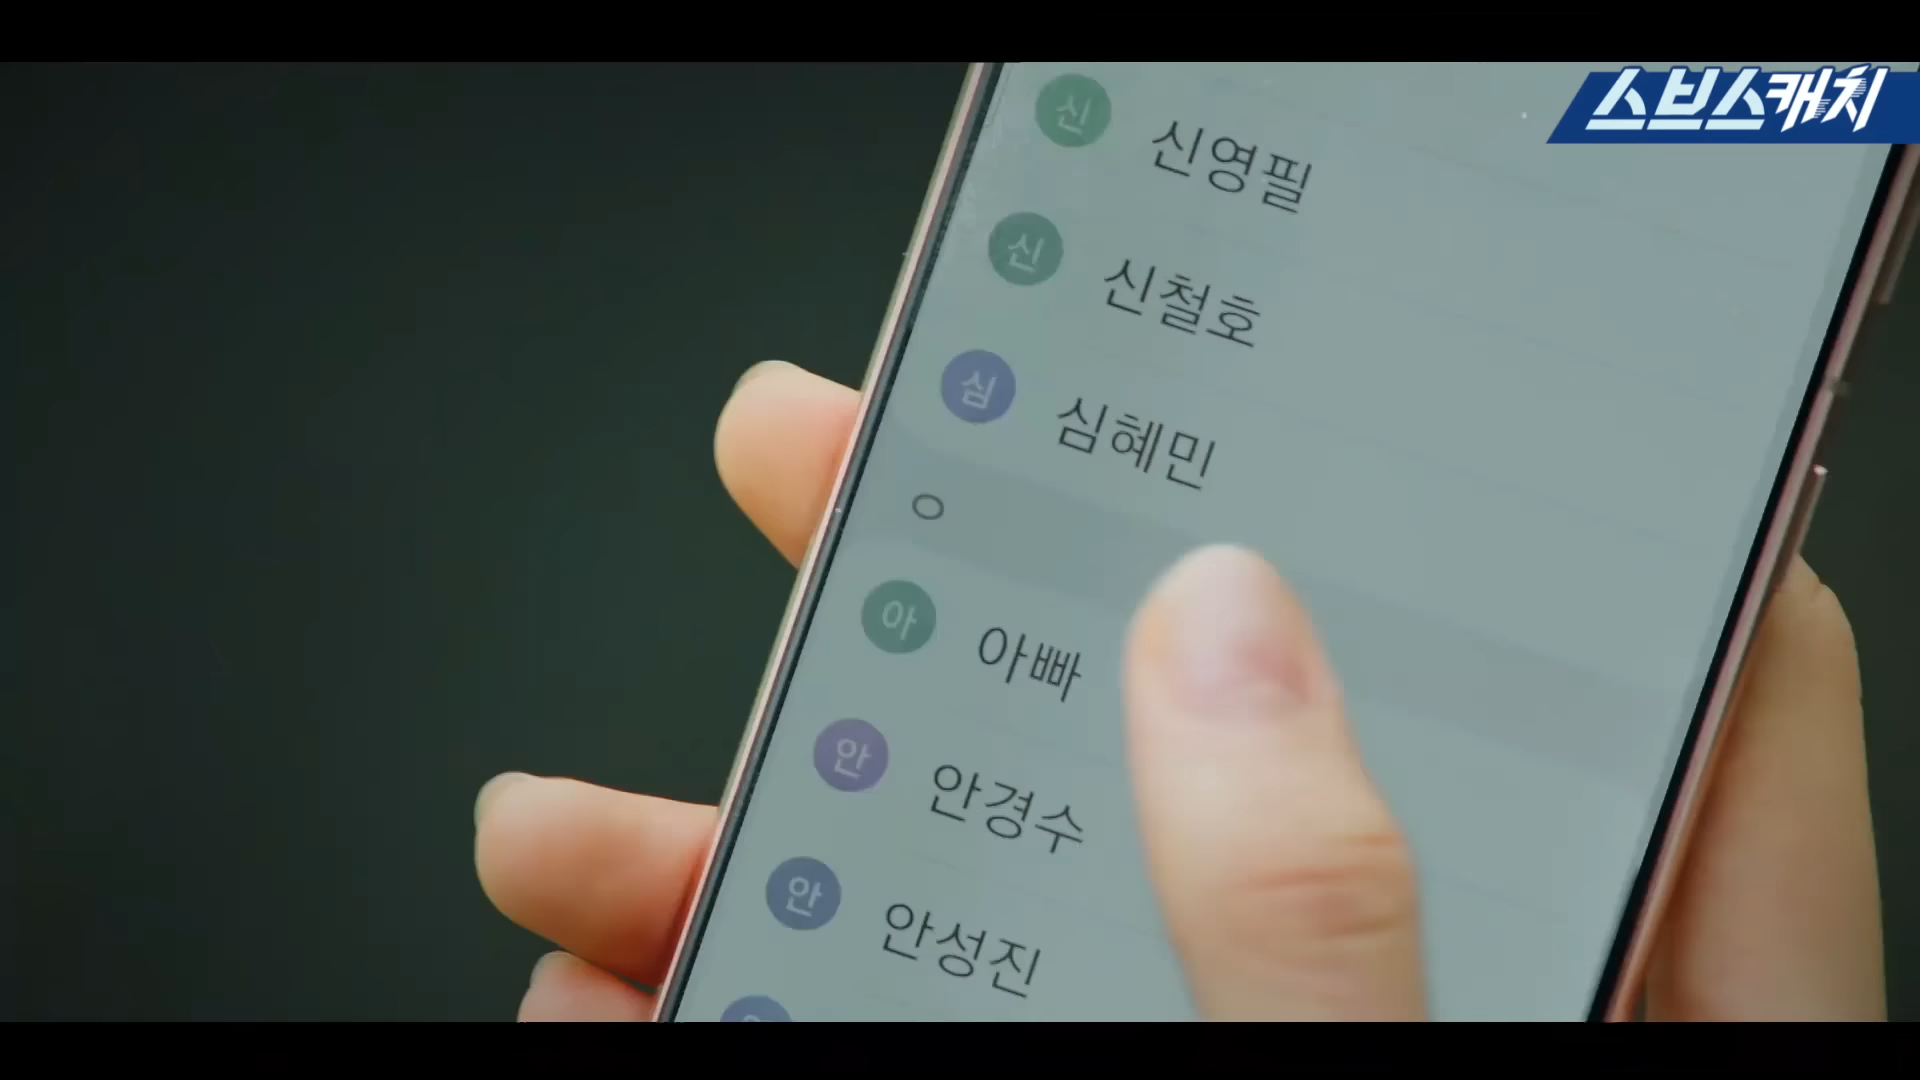 스브스캐치
신 신영필
신 신철호
심 심혜민
ㅇ
아 아빠
안 안경수
안 안성진